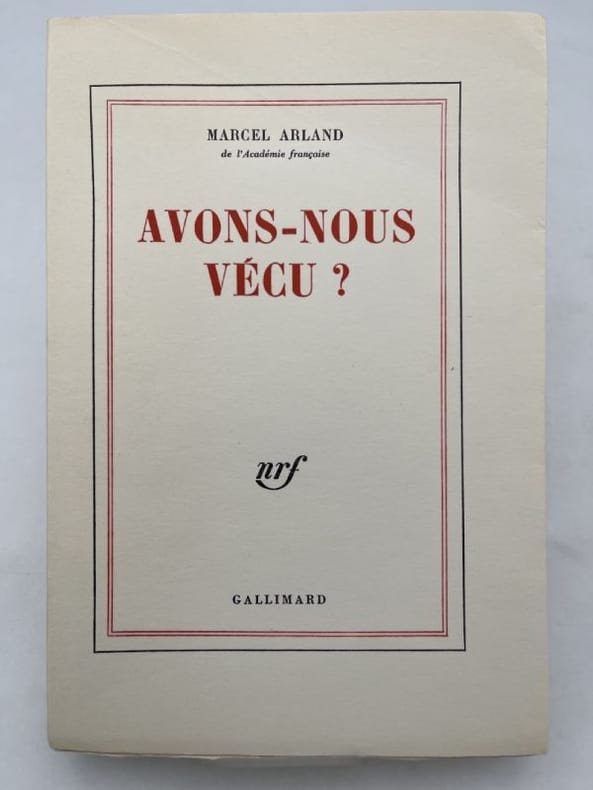 MARCEL ARLAND
de l'Académie française
AVONS-NOUS
VÉCU ?
nrf
GALLIMARD